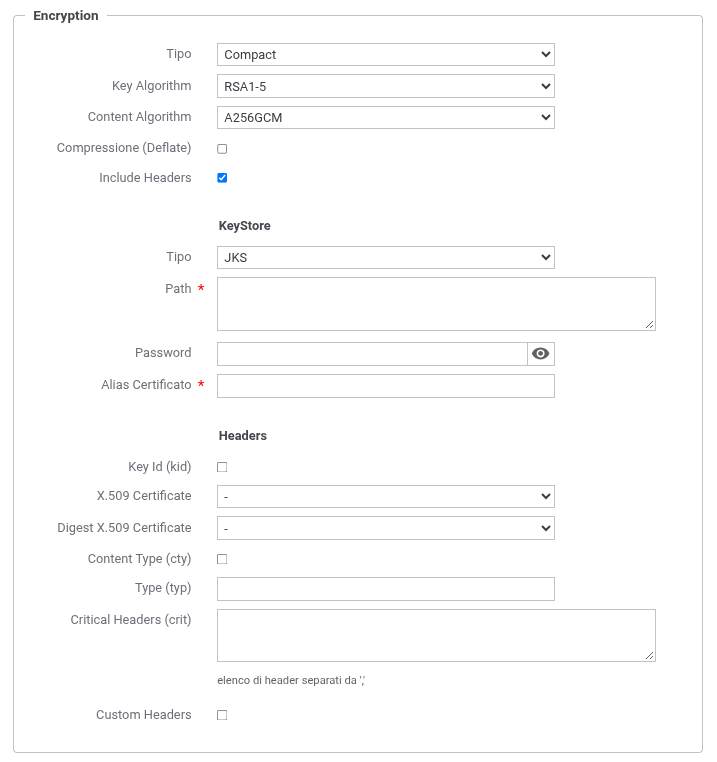 Encryption
Tipo Compact
Key Algorithm RSA1-5
Content Algorithm A256GCM
Compressione (Deflate)
Include Headers
KeyStore
Tipo JKS
Path *
Password
Alias Certificato *
Headers
Key Id (kid)
X.509 Certificate -
Digest X.509 Certificate -
Content Type (cty)
Type (typ)
Critical Headers (crit)
elenco di header separati da ','
Custom Headers